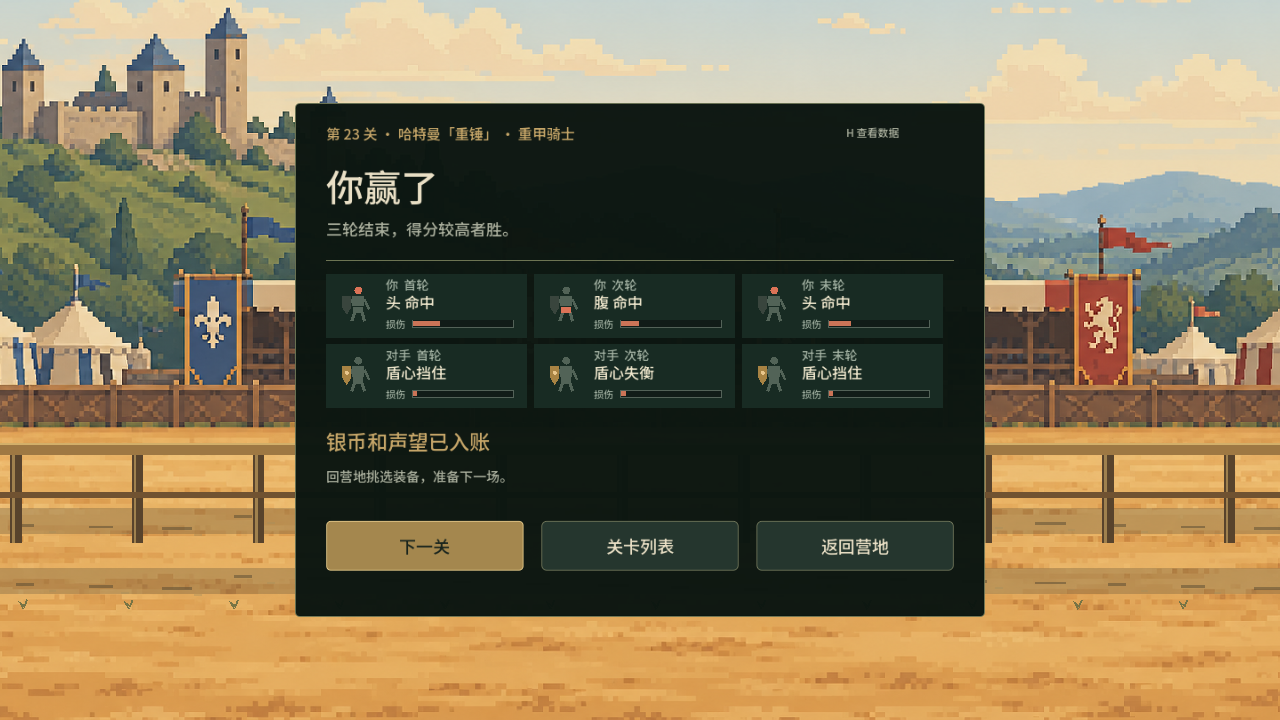 第 23 关 · 哈特曼「重锤」 · 重甲骑士
H 查看数据
你赢了
三轮结束，得分较高者胜。
你 首轮
头 命中
损伤
你 次轮
腹 命中
损伤
你 末轮
头 命中
损伤
对手 首轮
盾心挡住
损伤
对手 次轮
盾心失衡
损伤
对手 末轮
盾心挡住
损伤
银币和声望已入账
回营地挑选装备，准备下一场。
下一关
关卡列表
返回营地